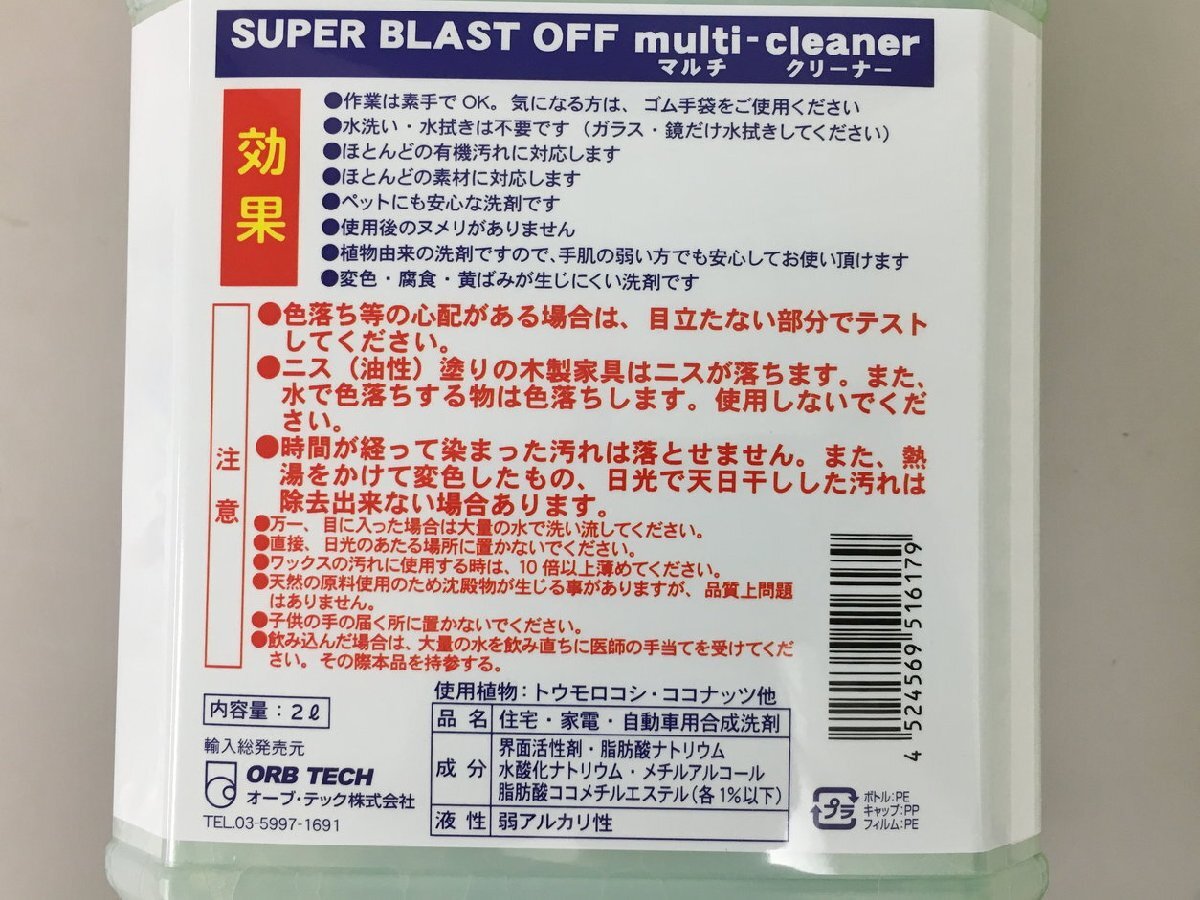 SUPER BLAST OFF multi-cleaner
マルチ クリーナー
効果
●作業は素手でOK。気になる方は、ゴム手袋をご使用ください
●水洗い・水拭きは不要です（ガラス・鏡だけ水拭きしてください）
●ほとんどの有機汚れに対応します
●ほとんどの素材に対応します
●ペットにも安心な洗剤です
●使用後のヌメリがありません
●植物由来の洗剤ですので、手肌の弱い方でも安心してお使い頂けます
●変色・腐食・黄ばみが生じにくい洗剤です
注意
●色落ち等の心配がある場合は、目立たない部分でテスト
してください。
●ニス（油性）塗りの木製家具はニスが落ちます。また、
水で色落ちする物は色落ちします。使用しないでくだ
さい。
●時間が経って染まった汚れは落とせません。また、熱
湯をかけて変色したもの、日光で天日干しした汚れは
除去出来ない場合あります。
●万一、目に入った場合は大量の水で洗い流してください。
●直接、日光のあたる場所に置かないでください。
●ワックスの汚れに使用する時は、10倍以上薄めてください。
●天然の原料使用のため沈殿物が生じる事がありますが、品質上問題
はありません。
●子供の手の届く所に置かないでください。
●飲み込んだ場合は、大量の水を飲み直ちに医師の手当てを受けてくだ
さい。その際本品を持参する。
4 524569 516179
内容量：2ℓ
輸入総発売元
ORB TECH
オーブ・テック株式会社
TEL.03-5997-1691
使用植物：トウモロコシ・ココナッツ他
品名 住宅・家電・自動車用合成洗剤
成分 界面活性剤・脂肪酸ナトリウム
水酸化ナトリウム・メチルアルコール
脂肪酸ココメチルエステル（各1％以下）
液性 弱アルカリ性
プラ
ボトル:PE
キャップ:PP
フィルム:PE